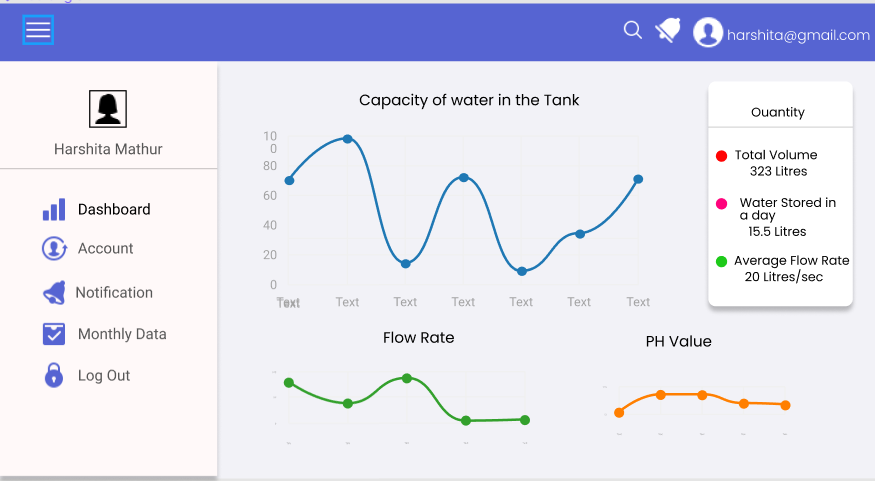 harshita@gmail.com
Harshita Mathur
Dashboard
Account
Notification
Monthly Data
Log Out
Capacity of water in the Tank
10
0
80
60
40
20
0
Text
Text
Text
Text
Text
Text
Text
Text
Ouantity
Total Volume
323 Litres
Water Stored in
a day
15.5 Litres
Average Flow Rate
20 Litres/sec
Flow Rate
PH Value